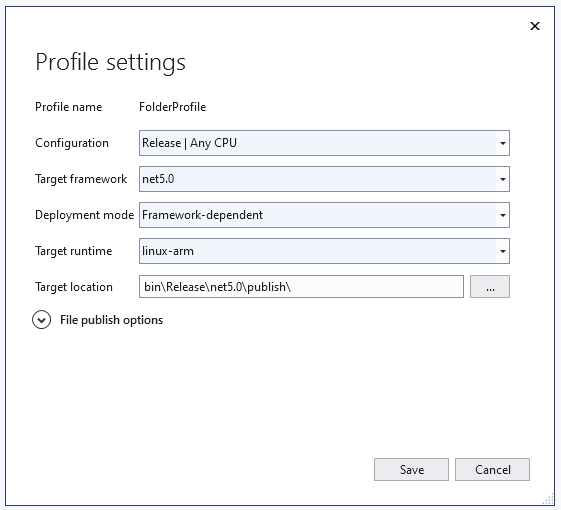 Profile settings
Profile name FolderProfile
Configuration Release | Any CPU
Target framework net5.0
Deployment mode Framework-dependent
Target runtime linux-arm
Target location bin\Release\net5.0\publish\ ...
File publish options
Save Cancel